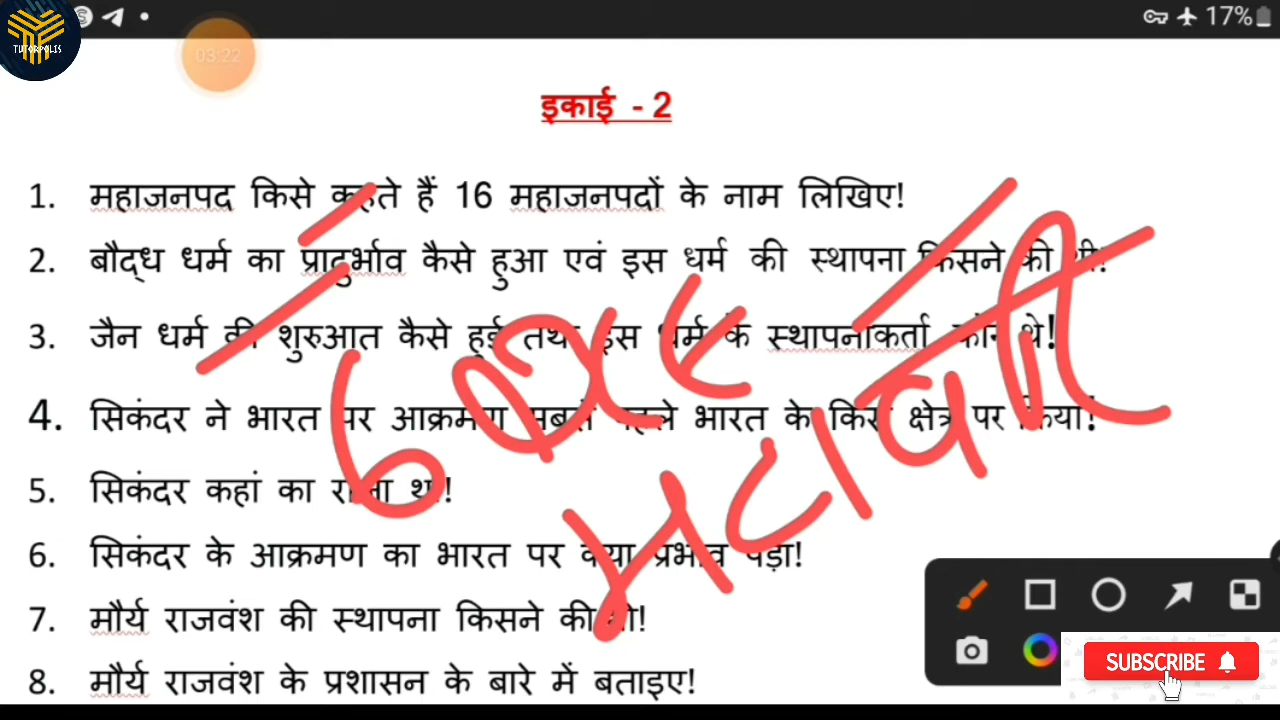 TUTORPOLIS
17%
03:22
इकाई - 2
1. महाजनपद किसे कहते हैं 16 महाजनपदों के नाम लिखिए!
2. बौद्ध धर्म का प्रादुर्भाव कैसे हुआ एवं इस धर्म की स्थापना किसने की थी!
3. जैन धर्म की शुरुआत कैसे हुई तथा इस धर्म के स्थापनाकर्ता कौन थे!
4. सिकंदर ने भारत पर आक्रमण सबसे पहले भारत के किस क्षेत्र पर किया!
5. सिकंदर कहां का राजा था!
6. सिकंदर के आक्रमण का भारत पर क्या प्रभाव पड़ा!
7. मौर्य राजवंश की स्थापना किसने की थी!
8. मौर्य राजवंश के प्रशासन के बारे में बताइए!
SUBSCRIBE